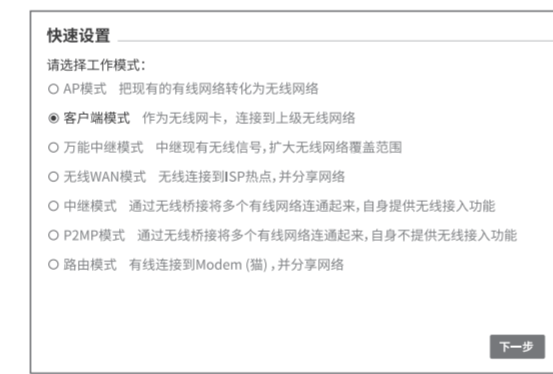 快速设置
请选择工作模式：
AP模式 把现有的有线网络转化为无线网络
客户端模式 作为无线网卡，连接到上级无线网络
万能中继模式 中继现有无线信号，扩大无线网络覆盖范围
无线WAN模式 无线连接到ISP热点，并分享网络
中继模式 通过无线桥接将多个有线网络连通起来，自身提供无线接入功能
P2MP模式 通过无线桥接将多个有线网络连通起来，自身不提供无线接入功能
路由模式 有线连接到Modem (猫)，并分享网络
下一步